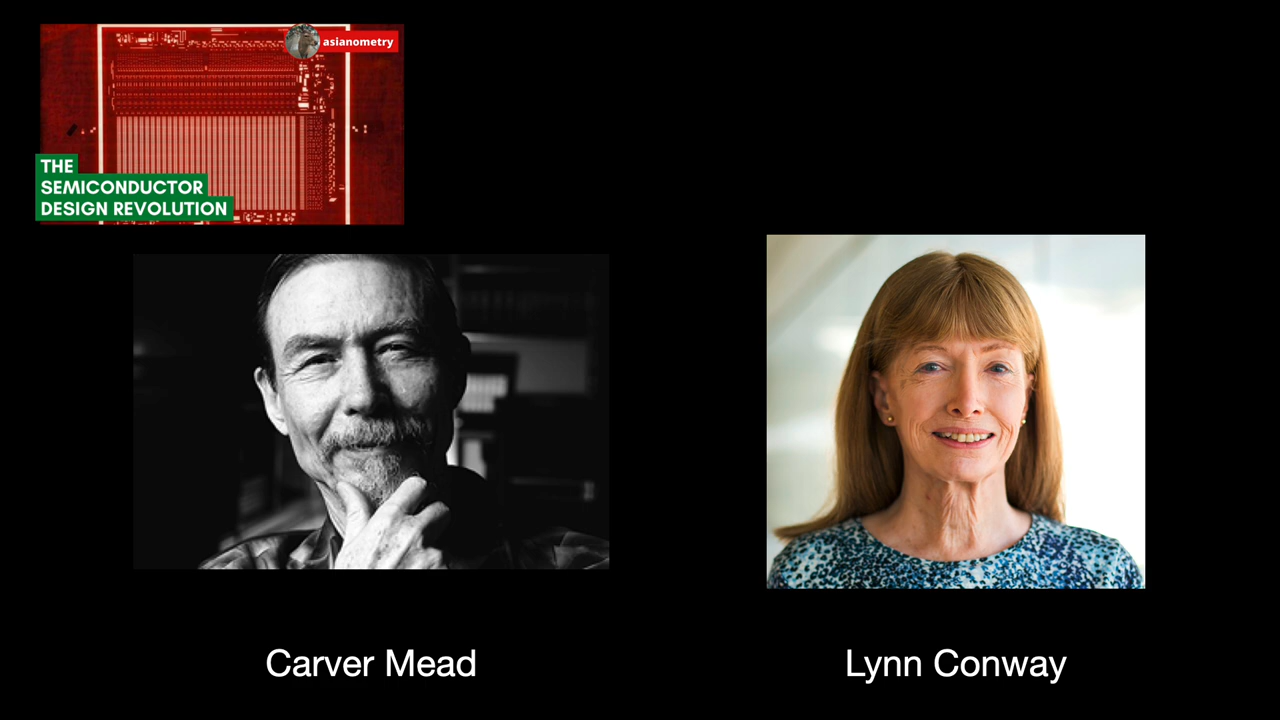 asianometry
THE
SEMICONDUCTOR
DESIGN REVOLUTION
Carver Mead
Lynn Conway